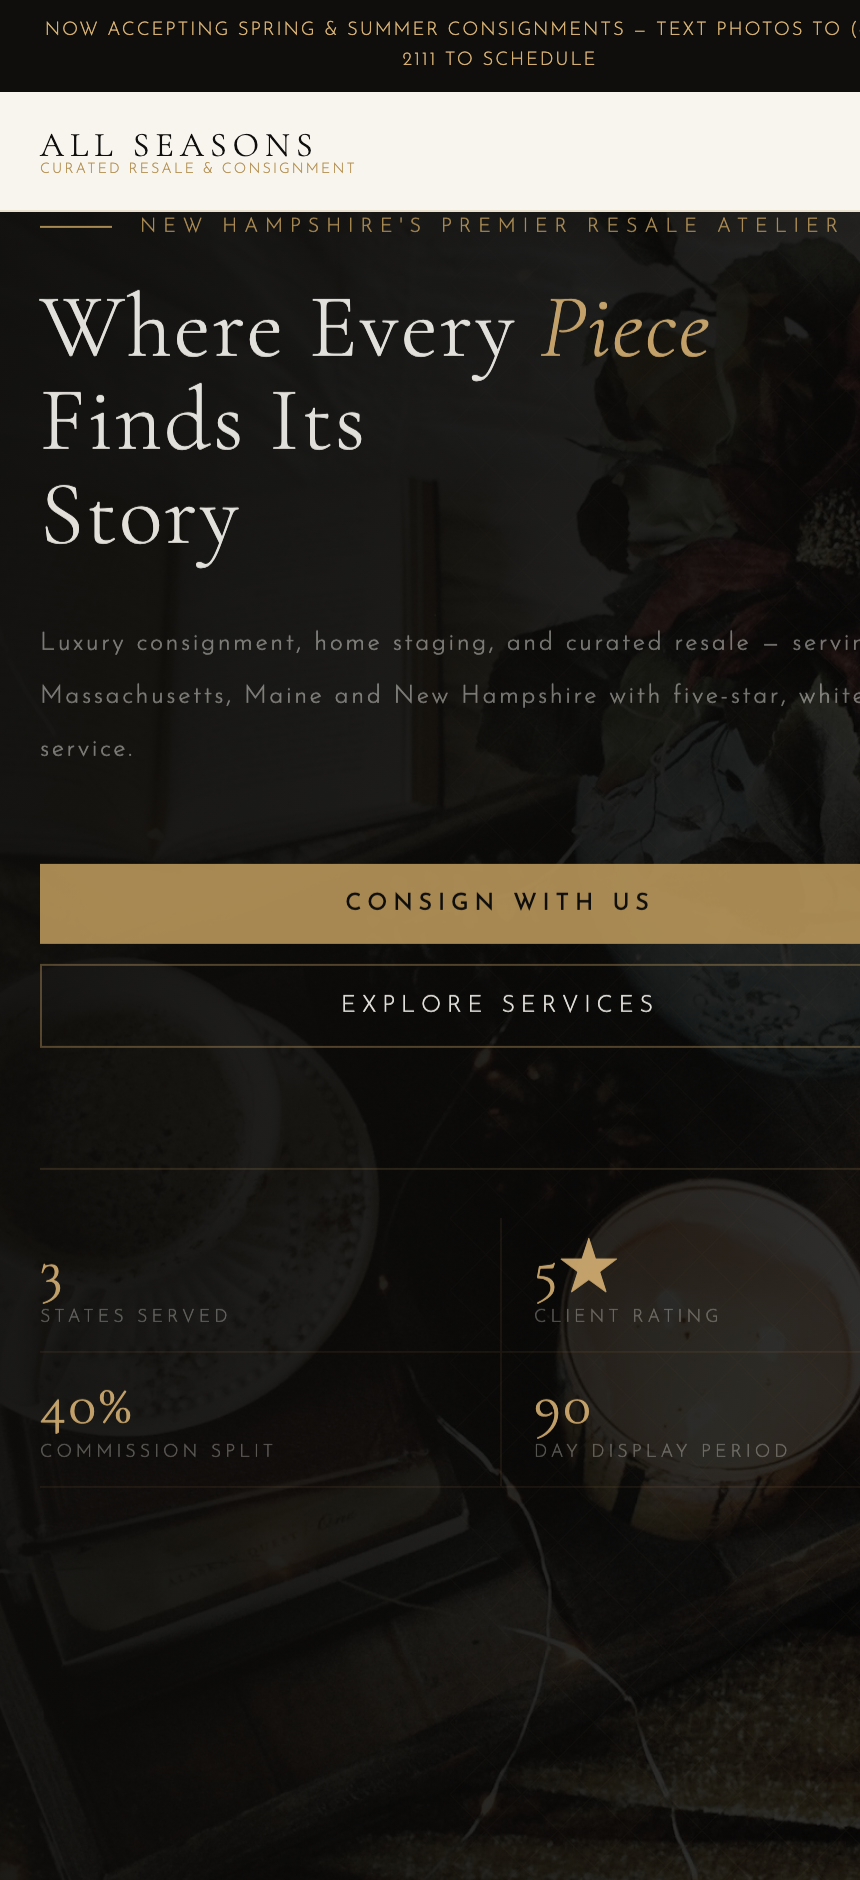 NOW ACCEPTING SPRING & SUMMER CONSIGNMENTS — TEXT PHOTOS TO (
2111 TO SCHEDULE
ALL SEASONS
CURATED RESALE & CONSIGNMENT
NEW HAMPSHIRE'S PREMIER RESALE ATELIER
Where Every Piece
Finds Its
Story
Luxury consignment, home staging, and curated resale — servin
Massachusetts, Maine and New Hampshire with five-star, white
service.
CONSIGN WITH US
EXPLORE SERVICES
3
STATES SERVED
5★
CLIENT RATING
40%
COMMISSION SPLIT
90
DAY DISPLAY PERIOD